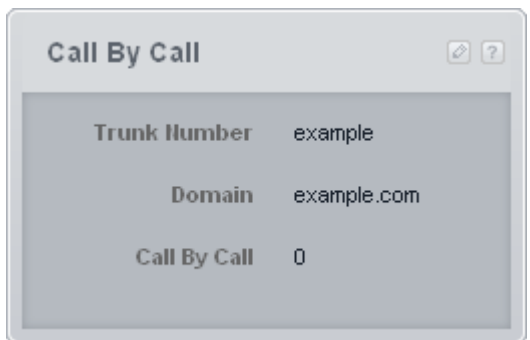 Call By Call ?
Trunk Number example
Domain example.com
Call By Call 0